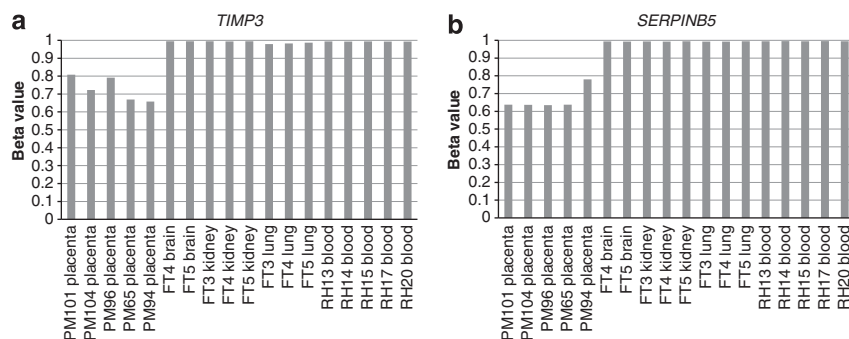 a
TIMP3
Beta value
1
0.9
0.8
0.7
0.6
0.5
0.4
0.3
0.2
0.1
0
PM101 placenta
PM104 placenta
PM96 placenta
PM65 placenta
PM94 placenta
FT4 brain
FT5 brain
FT3 kidney
FT4 kidney
FT5 kidney
FT3 lung
FT4 lung
FT5 lung
RH13 blood
RH14 blood
RH15 blood
RH17 blood
RH20 blood
b
SERPINB5
Beta value
1
0.9
0.8
0.7
0.6
0.5
0.4
0.3
0.2
0.1
0
PM101 placenta
PM104 placenta
PM96 placenta
PM65 placenta
PM94 placenta
FT4 brain
FT5 brain
FT3 kidney
FT4 kidney
FT5 kidney
FT3 lung
FT4 lung
FT5 lung
RH13 blood
RH14 blood
RH15 blood
RH17 blood
RH20 blood